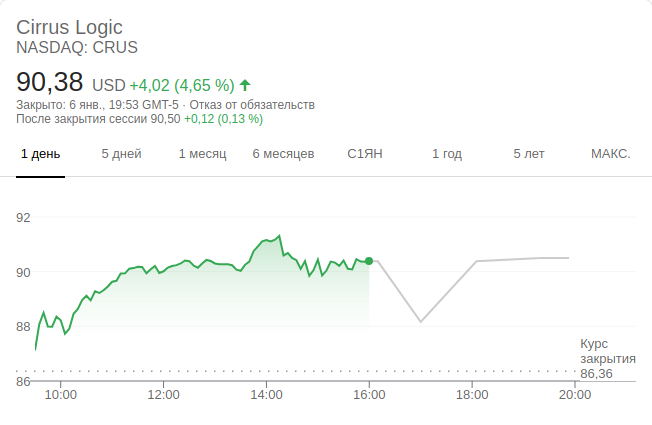 Cirrus Logic
NASDAQ: CRUS
90,38 USD +4,02 (4,65 %)
Закрыто: 6 янв., 19:53 GMT-5 · Отказ от обязательств
После закрытия сессии 90,50 +0,12 (0,13 %)
1 день 5 дней 1 месяц 6 месяцев С1ЯН 1 год 5 лет МАКС.
92
90
88
86
Курс
закрытия
86,36
10:00 12:00 14:00 16:00 18:00 20:00